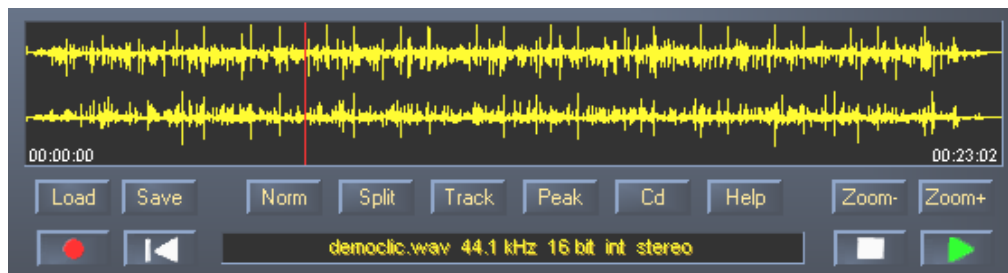 00:00:00 00:23:02
Load Save Norm Split Track Peak Cd Help Zoom- Zoom+
democlic.wav 44.1 kHz 16 bit int stereo